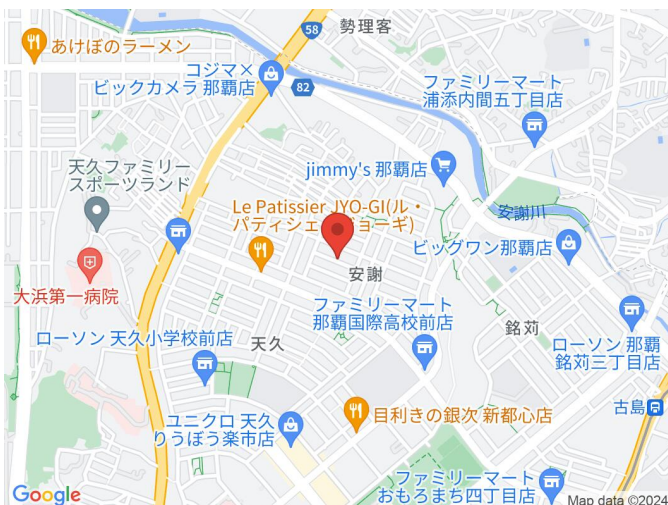 勢理客
58
あけぼのラーメン
コジマ×
ビックカメラ 那覇店
82
ファミリーマート
浦添内間五丁目店
天久ファミリー
スポーツランド
jimmy's 那覇店
Le Patissier JYO-GI(ル・
パティシェ ジョーギ)
安謝川
ビッグワン那覇店
大浜第一病院
安謝
ファミリーマート
那覇国際高校前店
ローソン 天久小学校前店
天久
銘苅
ローソン 那覇
銘苅三丁目店
古島
ユニクロ 天久
りうぼう楽市店
目利きの銀次 新都心店
ファミリーマート
おもろまち四丁目店
Google
Map data ©2024